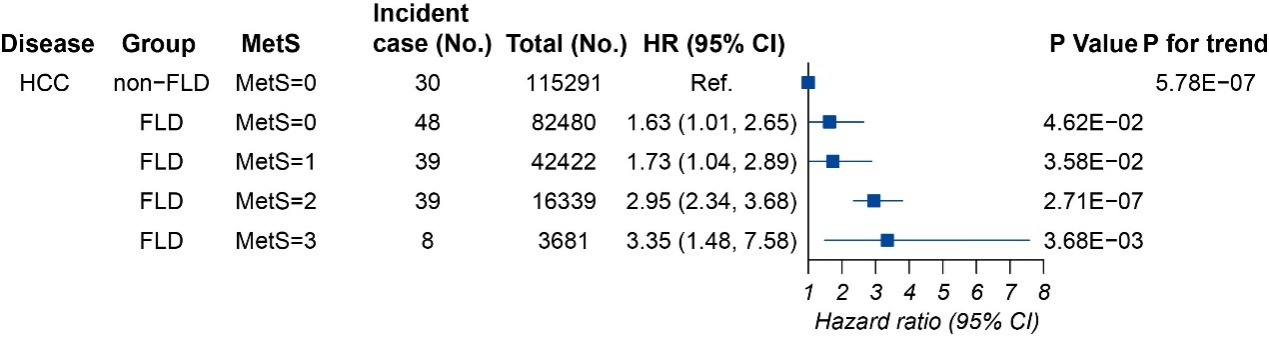 Disease Group MetS Incident case (No.) Total (No.) HR (95% CI) P Value P for trend
HCC non−FLD MetS=0 30 115291 Ref. 5.78E−07
FLD MetS=0 48 82480 1.63 (1.01, 2.65) 4.62E−02
FLD MetS=1 39 42422 1.73 (1.04, 2.89) 3.58E−02
FLD MetS=2 39 16339 2.95 (2.34, 3.68) 2.71E−07
FLD MetS=3 8 3681 3.35 (1.48, 7.58) 3.68E−03
1 2 3 4 5 6 7 8
Hazard ratio (95% CI)